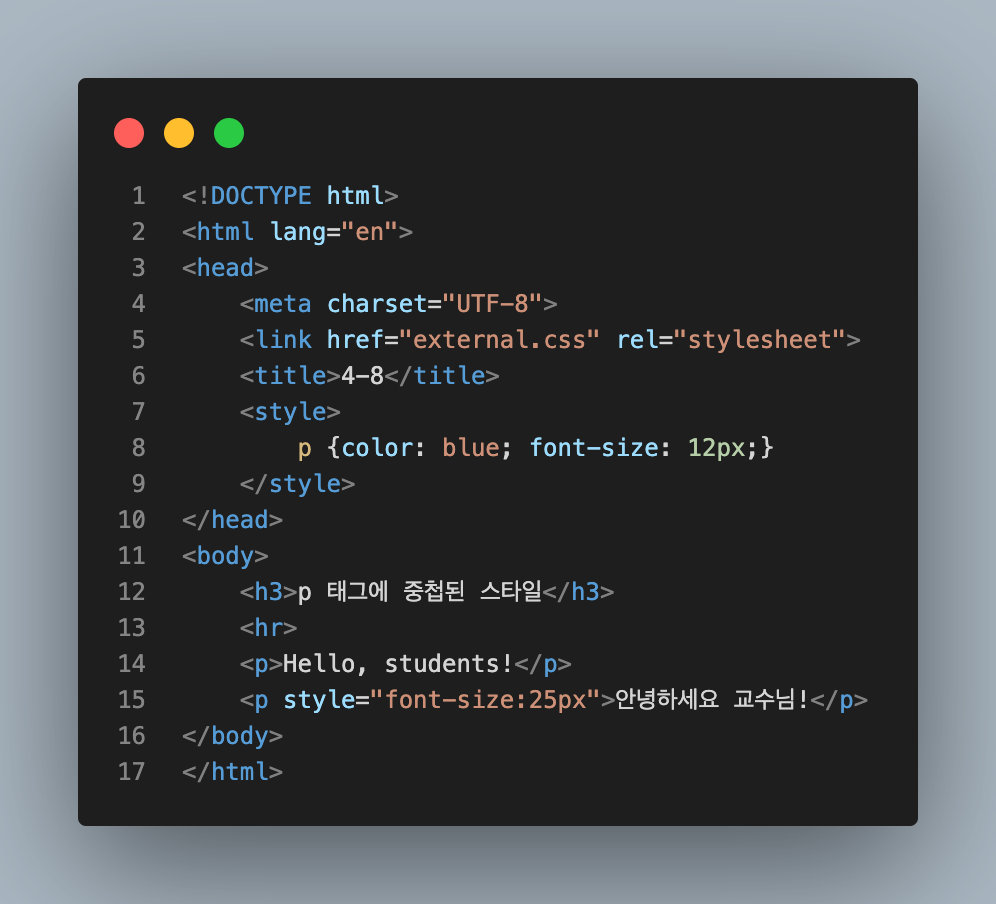 1 <!DOCTYPE html>
2 <html lang="en">
3 <head>
4     <meta charset="UTF-8">
5     <link href="external.css" rel="stylesheet">
6     <title>4-8</title>
7     <style>
8         p {color: blue; font-size: 12px;}
9     </style>
10 </head>
11 <body>
12     <h3>p 태그에 중첩된 스타일</h3>
13     <hr>
14     <p>Hello, students!</p>
15     <p style="font-size:25px">안녕하세요 교수님!</p>
16 </body>
17 </html>